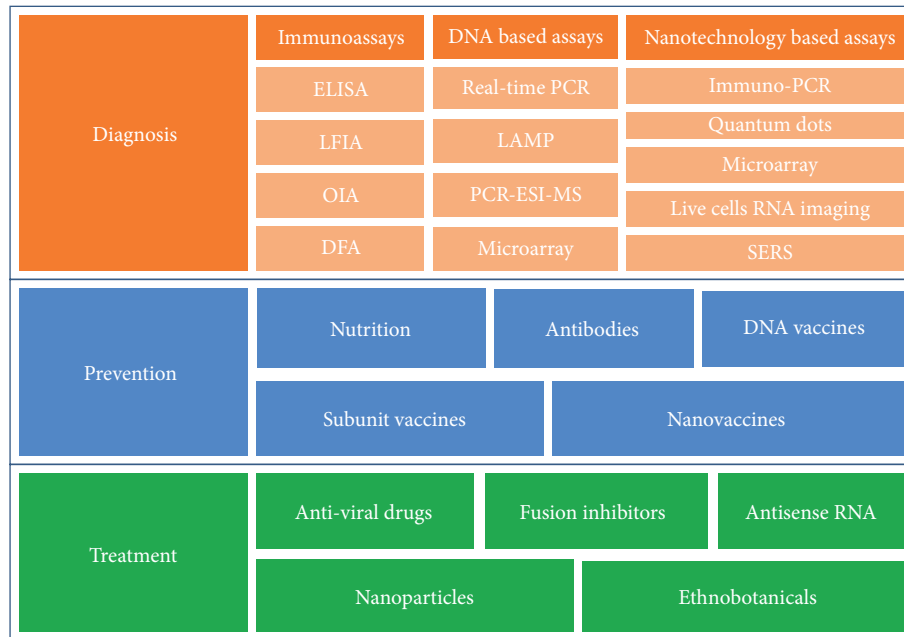 Diagnosis
Immunoassays
ELISA
LFIA
OIA
DFA
DNA based assays
Real-time PCR
LAMP
PCR-ESI-MS
Microarray
Nanotechnology based assays
Immuno-PCR
Quantum dots
Microarray
Live cells RNA imaging
SERS
Prevention
Nutrition
Antibodies
DNA vaccines
Subunit vaccines
Nanovaccines
Treatment
Anti-viral drugs
Fusion inhibitors
Antisense RNA
Nanoparticles
Ethnobotanicals